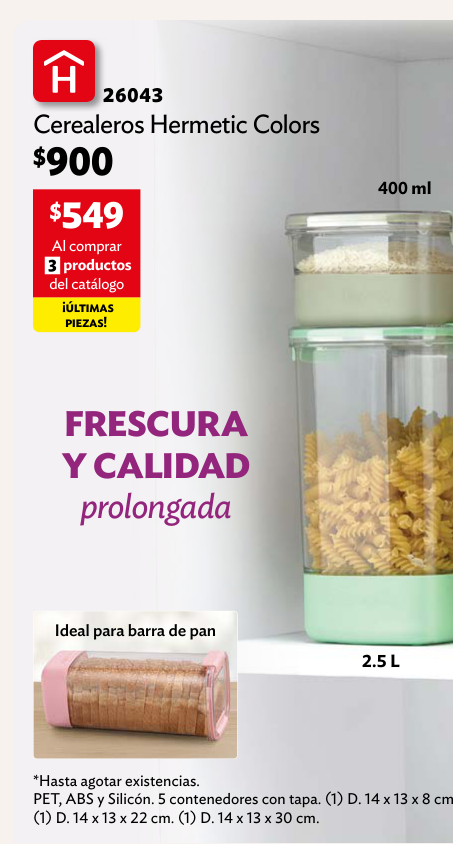 H
26043
Cerealeros Hermetic Colors
$900
$549
Al comprar
3 productos
del catálogo
¡ÚLTIMAS
PIEZAS!
400 ml
FRESCURA
Y CALIDAD
prolongada
Ideal para barra de pan
2.5 L
*Hasta agotar existencias.
PET, ABS y Silicón. 5 contenedores con tapa. (1) D. 14 x 13 x 8 cm
(1) D. 14 x 13 x 22 cm. (1) D. 14 x 13 x 30 cm.